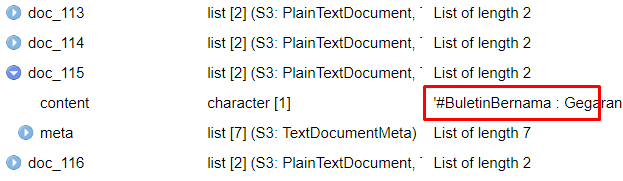 doc_113 list [2] (S3: PlainTextDocument, List of length 2
doc_114 list [2] (S3: PlainTextDocument, List of length 2
doc_115 list [2] (S3: PlainTextDocument, List of length 2
content character [1] '#BuletinBernama : Gegaran
meta list [7] (S3: TextDocumentMeta) List of length 7
doc_116 list [2] (S3: PlainTextDocument, List of length 2